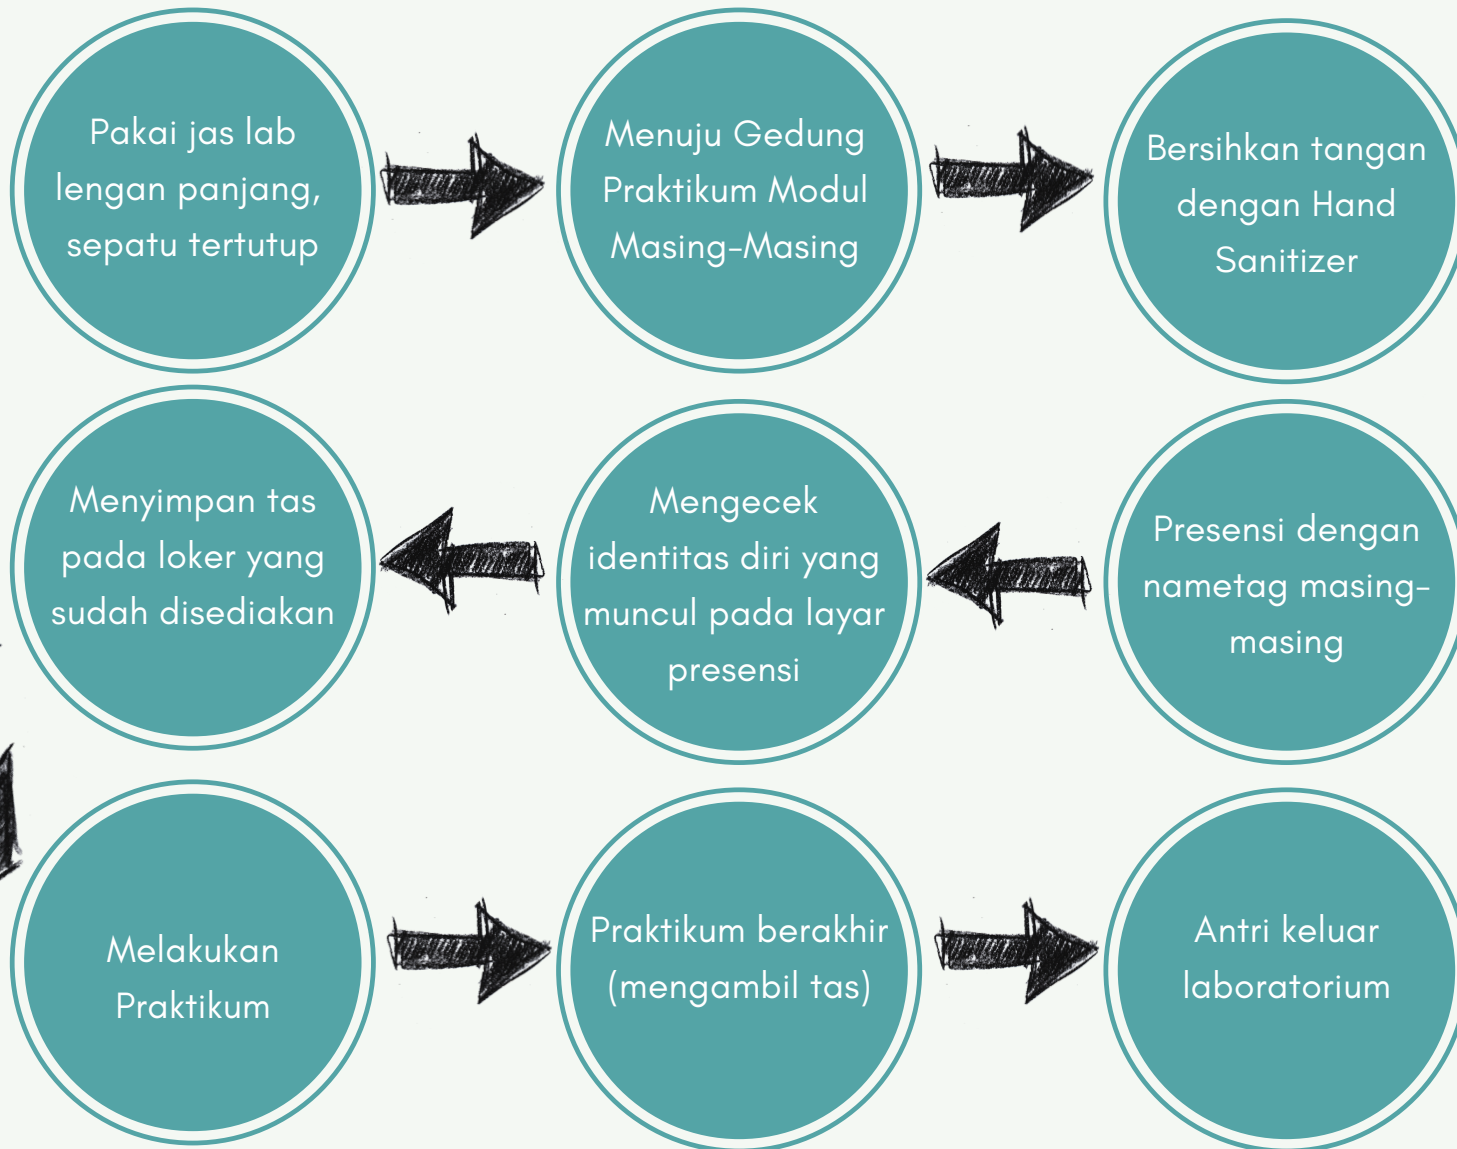 Pakai jas lab
lengan panjang,
sepatu tertutup
Menuju Gedung
Praktikum Modul
Masing-Masing
Bersihkan tangan
dengan Hand
Sanitizer
Presensi dengan
nametag masing-
masing
Mengecek
identitas diri yang
muncul pada layar
presensi
Menyimpan tas
pada loker yang
sudah disediakan
Melakukan
Praktikum
Praktikum berakhir
(mengambil tas)
Antri keluar
laboratorium